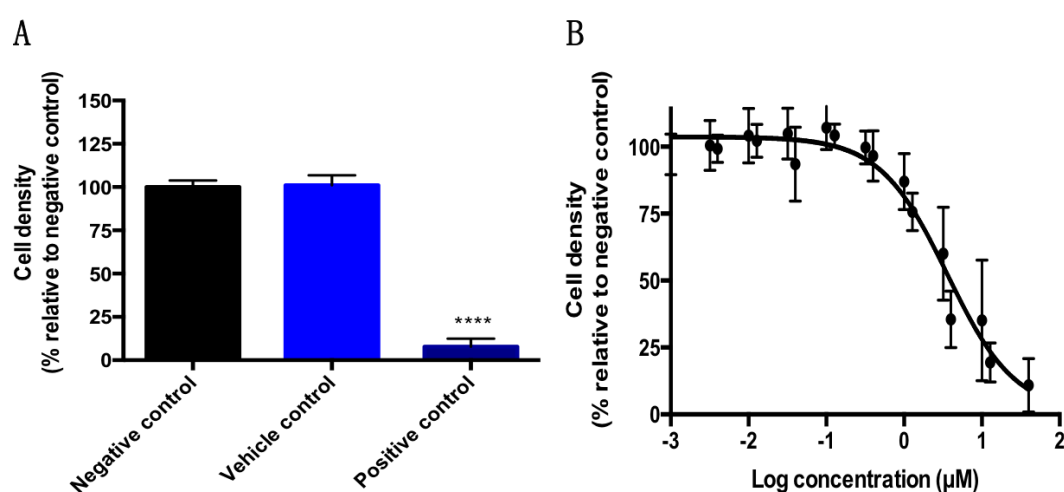 A
Cell density
(% relative to negative control)
150
125
100
75
50
25
0
****
Negative control
Vehicle control
Positive control
B
Cell density
(% relative to negative control)
100
75
50
25
0
-3 -2 -1 0 1 2
Log concentration (µM)